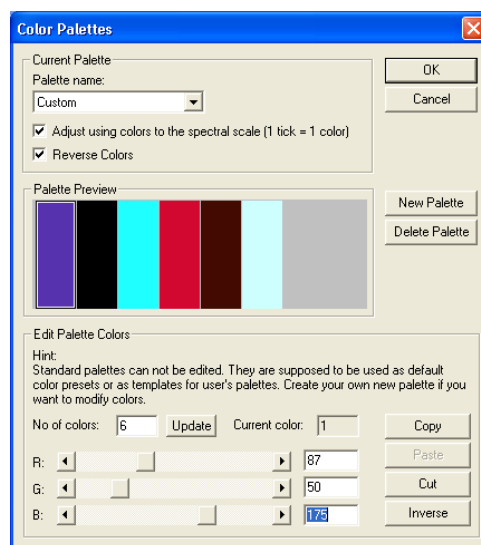 Color Palettes
Current Palette
Palette name:
Custom
Adjust using colors to the spectral scale (1 tick = 1 color)
Reverse Colors
OK
Cancel
Palette Preview
New Palette
Delete Palette
Edit Palette Colors
Hint:
Standard palettes can not be edited. They are supposed to be used as default
color presets or as templates for user's palettes. Create your own new palette if you
want to modify colors.
No of colors: 6 Update Current color: 1 Copy
R: 87 Paste
G: 50 Cut
B: 175 Inverse